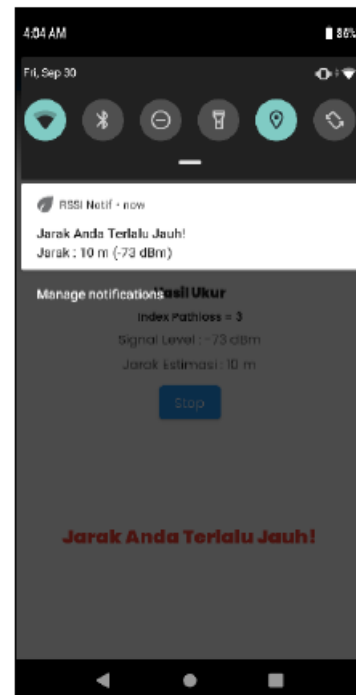 4:04 AM 86%
Fri, Sep 30
RSSI Notif • now
Jarak Anda Terlalu Jauh!
Jarak : 10 m (-73 dBm)
Manage notifications
Hasil Ukur
Index Pathloss = 3
Signal Level : -73 dBm
Jarak Estimasi : 10 m
Stop
Jarak Anda Terlalu Jauh!